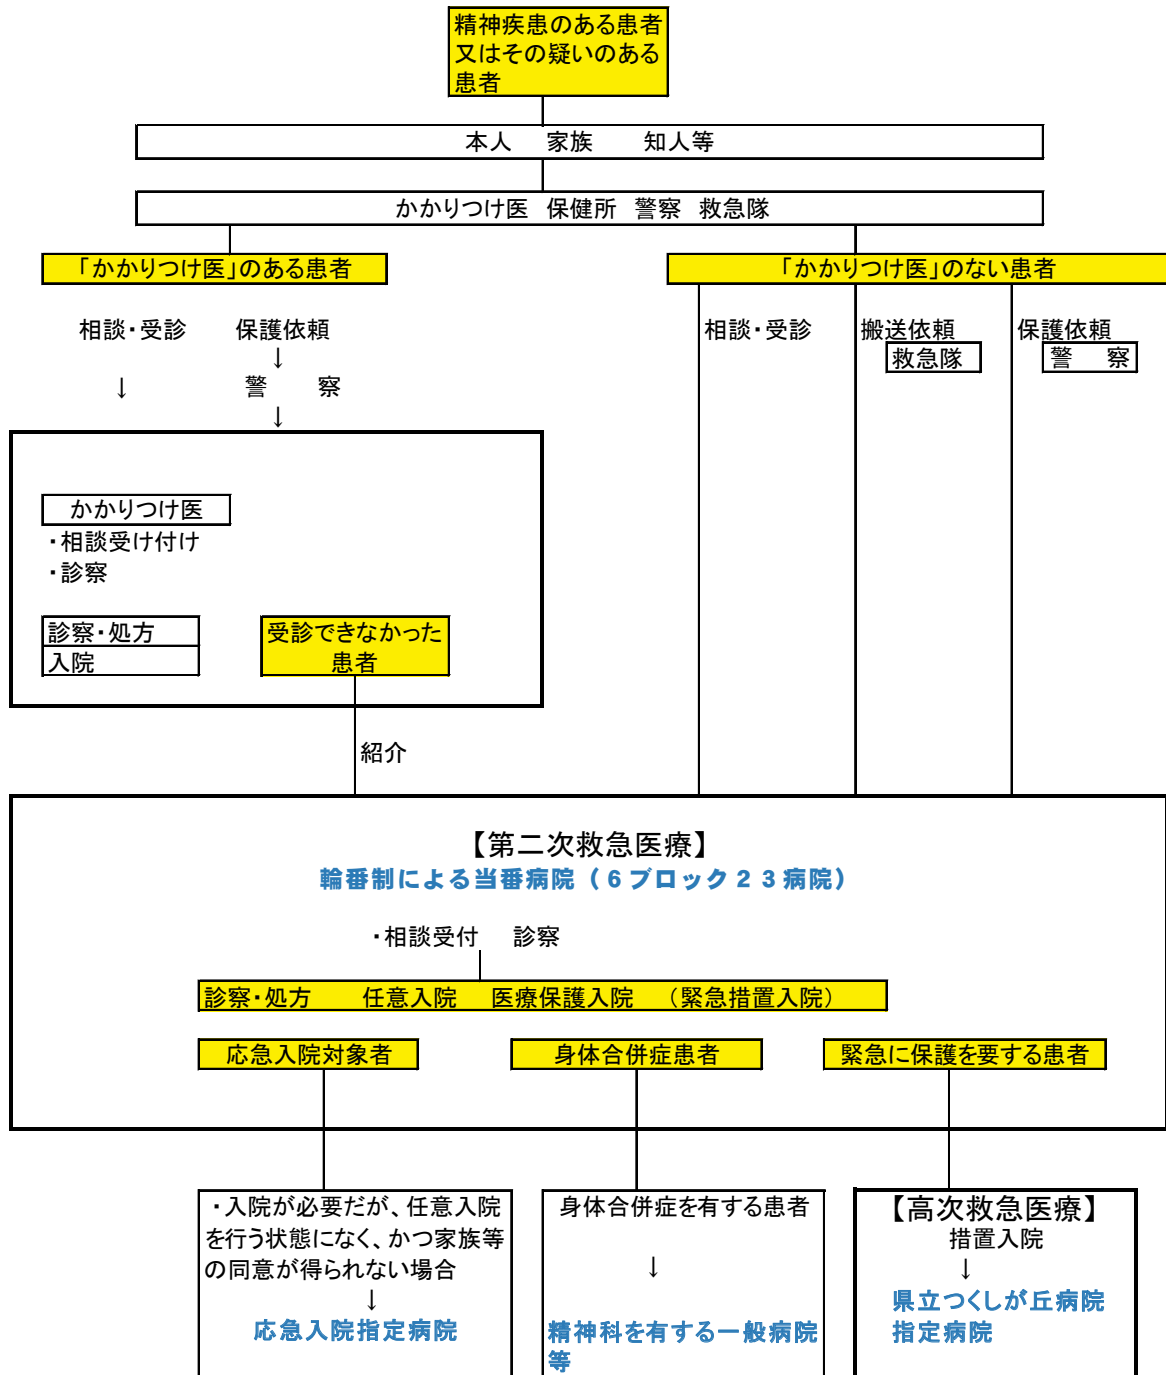 精神疾患のある患者
又はその疑いのある
患者
本人 家族 知人等
かかりつけ医 保健所 警察 救急隊
「かかりつけ医」のある患者
「かかりつけ医」のない患者
相談・受診 保護依頼
↓
↓ 警 察
↓
相談・受診 搬送依頼 保護依頼
救急隊 警 察
かかりつけ医
・相談受け付け
・診察
診察・処方
入院
受診できなかった
患者
紹介
【第二次救急医療】
輪番制による当番病院（６ブロック２３病院）
・相談受付 診察
診察・処方 任意入院 医療保護入院 （緊急措置入院）
応急入院対象者 身体合併症患者 緊急に保護を要する患者
・入院が必要だが、任意入院
を行う状態になく、かつ家族等
の同意が得られない場合
↓
応急入院指定病院
身体合併症を有する患者
↓
精神科を有する一般病院
等
【高次救急医療】
措置入院
↓
県立つくしが丘病院
指定病院